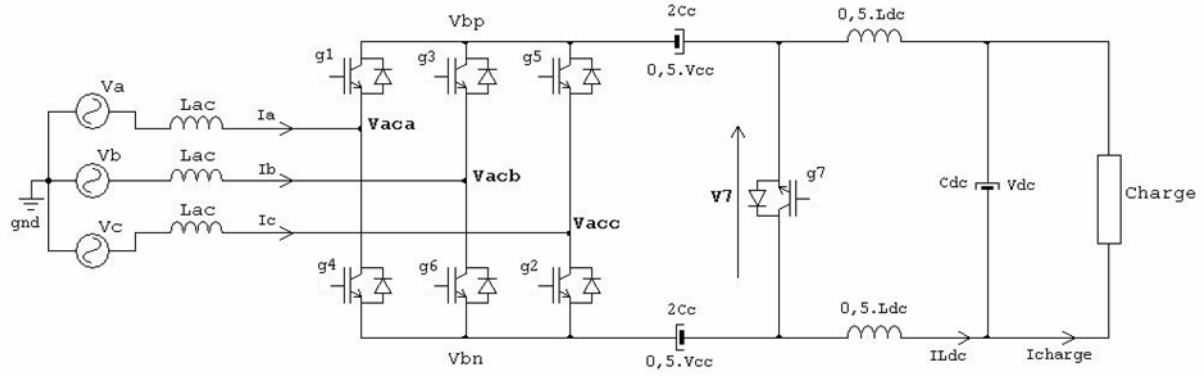 2Cc
0,5.Ldc
Vbp
g1
g3
g5
0,5.Vcc
Va
Lac
Ia
Vaca
Vb
Lac
Ib
Vacb
V7
g7
Cdc
Vdc
Charge
gnd
Vc
Lac
Ic
Vacc
g4
g6
g2
2Cc
0,5.Ldc
Vbn
0,5.Vcc
ILdc
Icharge